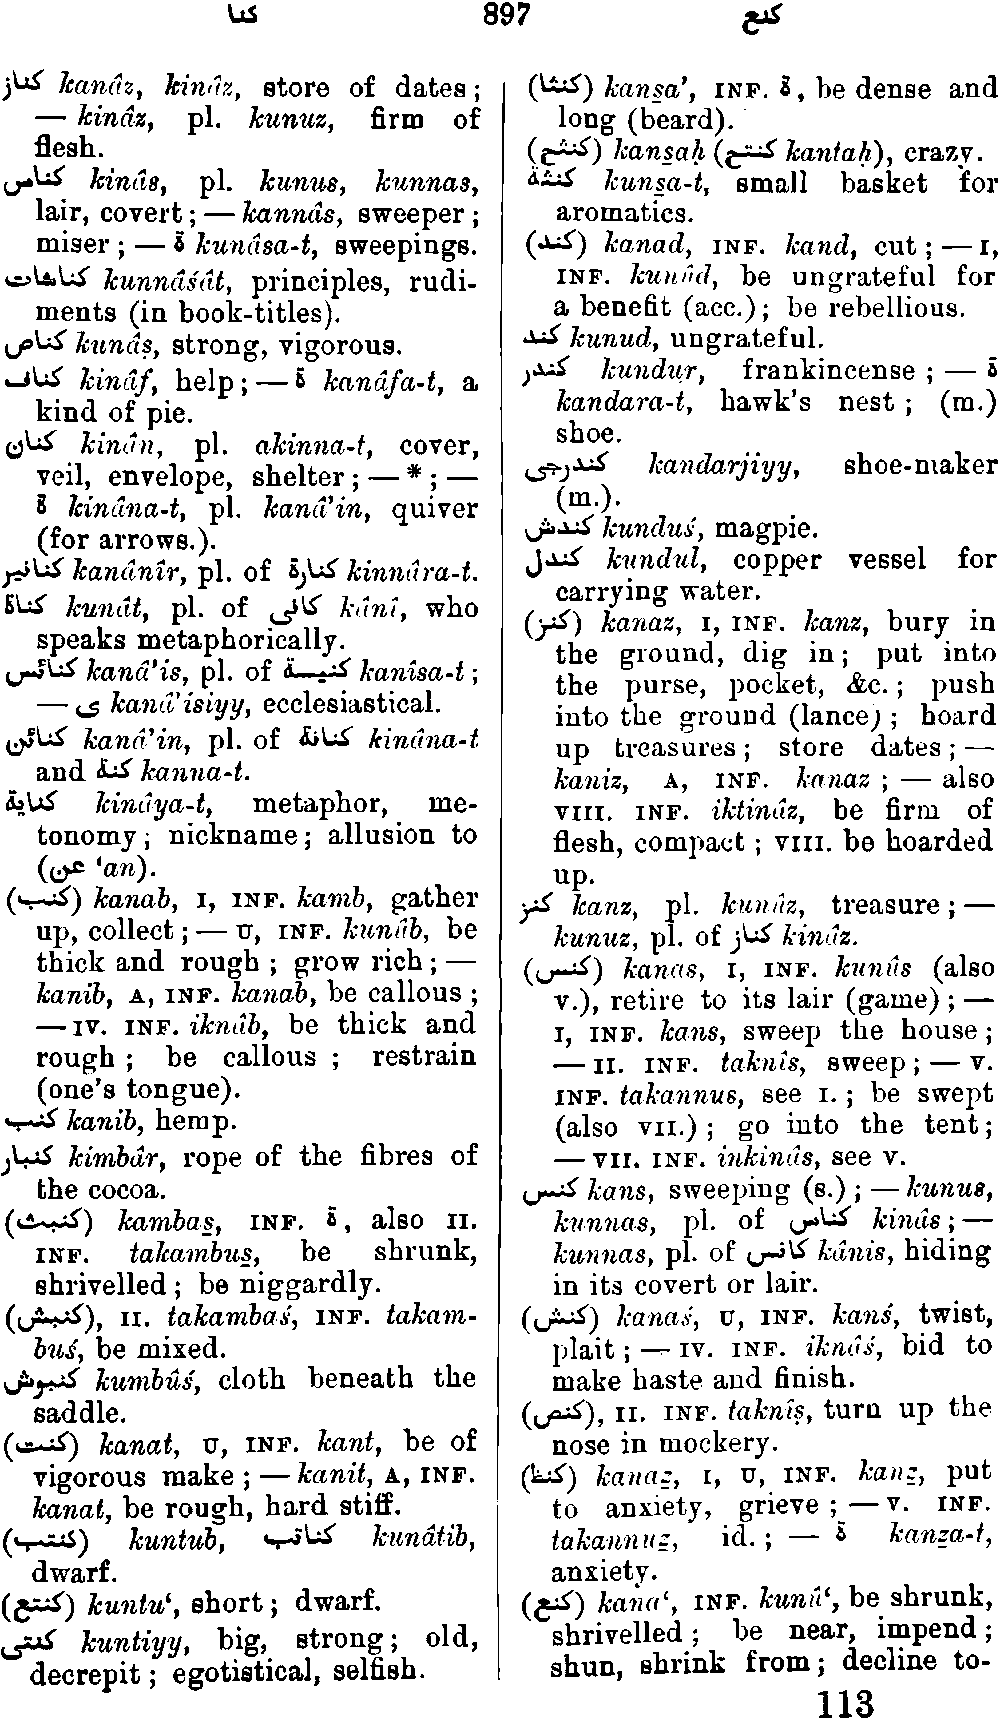 كنا 897 كنع
كناز kanâz, kinâz, store of dates;
— kinâz, pl. kunuz, firm of
flesh.
كناس kinâs, pl. kunus, kunnas,
lair, covert; — kannâs, sweeper;
miser; — ة kunâsa-t, sweepings.
كناشات kunnâśât, principles, rudi-
ments (in book-titles).
كناص kunâṣ, strong, vigorous.
كناف kinâf, help; — ة kanâfa-t, a
kind of pie.
كنان kinân, pl. akinna-t, cover,
veil, envelope, shelter; — *; —
ة kinâna-t, pl. kanâ’in, quiver
(for arrows.).
كنانير kanânîr, pl. of كنارة kinnâra-t.
كناة kunât, pl. of كانى kânî, who
speaks metaphorically.
كنائس kanâ’is, pl. of كنيسة kanîsa-t;
— ى kanâ’isiyy, ecclesiastical.
كنائن kanâ’in, pl. of كنانة kinâna-t
and كنة kanna-t.
كناية kinâya-t, metaphor, me-
tonomy; nickname; allusion to
(عن ‘an).
(كنب) kanab, I, INF. kamb, gather
up, collect; — U, INF. kunûb, be
thick and rough; grow rich; —
kanib, A, INF. kanab, be callous;
— IV. INF. iknâb, be thick and
rough; be callous; restrain
(one’s tongue).
كنب kanib, hemp.
كنبار kimbâr, rope of the fibres of
the cocoa.
(كنبث) kambas̱, INF. ة, also II.
INF. takambus̱, be shrunk,
shrivelled; be niggardly.
(كنبش), II. takambaś, INF. takam-
buś, be mixed.
كنبوش kumbûś, cloth beneath the
saddle.
(كنت) kanat, U, INF. kant, be of
vigorous make; — kanit, A, INF.
kanat, be rough, hard stiff.
(كنتب) kuntub, كناتب kunâtib,
dwarf.
(كنتع) kuntu‘, short; dwarf.
كنتى kuntiyy, big, strong; old,
decrepit; egotistical, selfish.
(كنثا) kans̱a’, INF. ة, be dense and
long (beard).
(كنثح) kans̱aḥ (كنتح kantaḥ), crazy.
كنثة kuns̱a-t, small basket for
aromatics.
(كند) kanad, INF. kand, cut; — I,
INF. kunûd, be ungrateful for
a benefit (acc.); be rebellious.
كند kunud, ungrateful.
كندر kundur, frankincense; — ة
kandara-t, hawk’s nest; (m.)
shoe.
كندرجى kandarjiyy, shoe-maker
(m.).
كندش kunduś, magpie.
كندل kundul, copper vessel for
carrying water.
(كنز) kanaz, I, INF. kanz, bury in
the ground, dig in; put into
the purse, pocket, &c.; push
into the ground (lance); hoard
up treasures; store dates; —
kaniz, A, INF. kanaz; — also
VIII. INF. iktinâz, be firm of
flesh, compact; VIII. be hoarded
up.
كنز kanz, pl. kunûz, treasure; —
kunuz, pl. of كناز kinâz.
(كنس) kanas, I, INF. kunûs (also
V.), retire to its lair (game); —
I, INF. kans, sweep the house;
— II. INF. taknîs, sweep; — V.
INF. takannus, see I.; be swept
(also VII.); go into the tent;
— VII. INF. inkinâs, see V.
كنس kans, sweeping (s.); — kunus,
kunnas, pl. of كناس kinâs; —
kunnas, pl. of كانس kânis, hiding
in its covert or lair.
(كنش) kanaś, U, INF. kanś, twist,
plait; — IV. INF. iknâś, bid to
make haste and finish.
(كنص), II. INF. taknîṣ, turn up the
nose in mockery.
(كنظ) kanaẕ, I, U, INF. kanẕ, put
to anxiety, grieve; — V. INF.
takannuẕ, id.; — ة kanẕa-t,
anxiety.
(كنع) kana‘, INF. kunû‘, be shrunk,
shrivelled; be near, impend;
shun, shrink from; decline to-
113